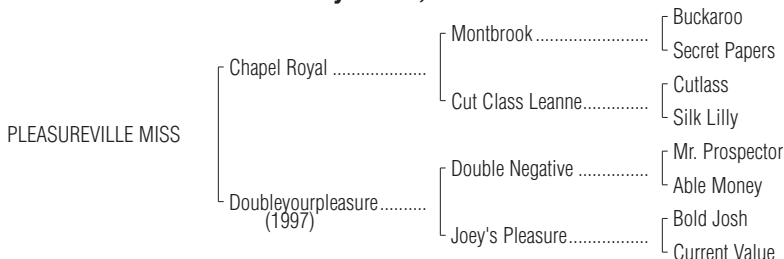 Buckaroo
Montbrook ........................
Secret Papers
Chapel Royal ....................
Cutlass
Cut Class Leanne..............
Silk Lilly
PLEASUREVILLE MISS
Mr. Prospector
Double Negative ...............
Able Money
Doubleyourpleasure..........
(1997)
Bold Josh
Joey's Pleasure.................
Current Value